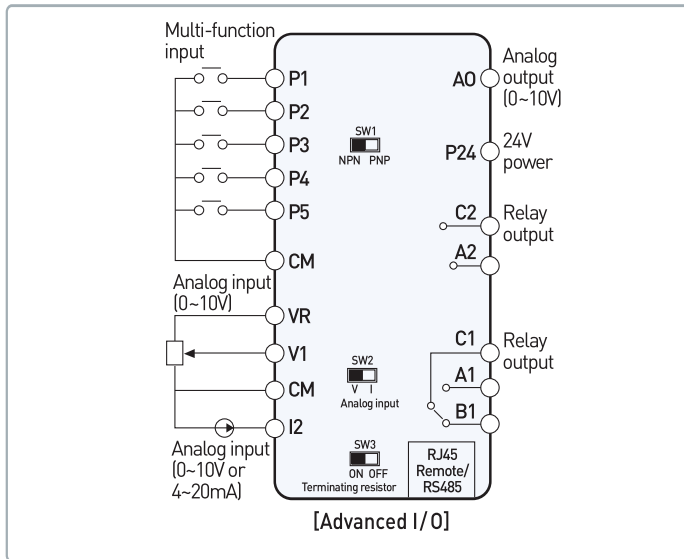 Multi-function
input
P1
P2
P3
P4
P5
CM
Analog input
(0~10V)
VR
V1
CM
I2
Analog input
(0~10V or
4~20mA)
SW1
NPN PNP
SW2
V I
Analog input
SW3
ON OFF
Terminating resistor
RJ45
Remote/
RS485
AO
Analog
output
(0~10V)
P24
24V
power
C2
Relay
output
A2
C1
Relay
output
A1
B1
[Advanced I/O]